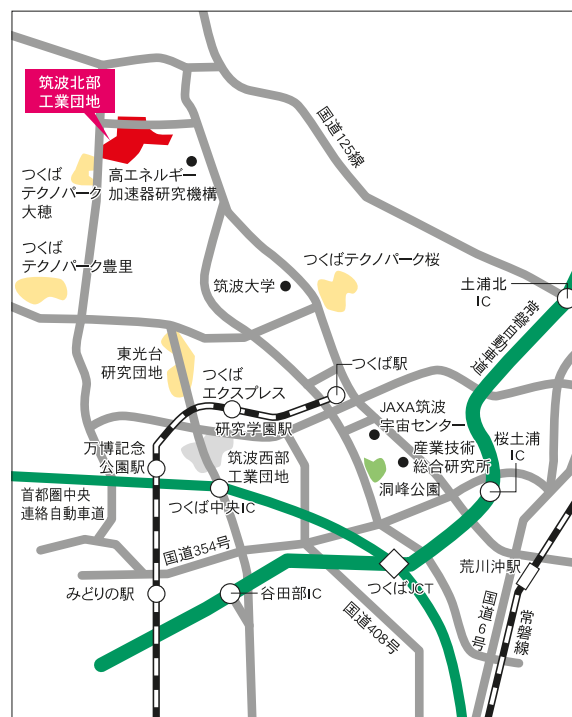 筑波北部
工業団地
国道125線
つくば
テクノパーク
大穂
高エネルギー
加速器研究機構
つくば
テクノパーク豊里
つくばテクノパーク桜
筑波大学
土浦北
IC
常磐自動車道
東光台
研究団地
つくば
エクスプレス
つくば駅
研究学園駅
JAXA筑波
宇宙センター
万博記念
公園駅
筑波西部
工業団地
産業技術
総合研究所
桜土浦
IC
洞峰公園
首都圏中央
連絡自動車道
つくば中央IC
国道354号
つくばJCT
荒川沖駅
みどりの駅
谷田部IC
国道408号
国道6号
常磐線